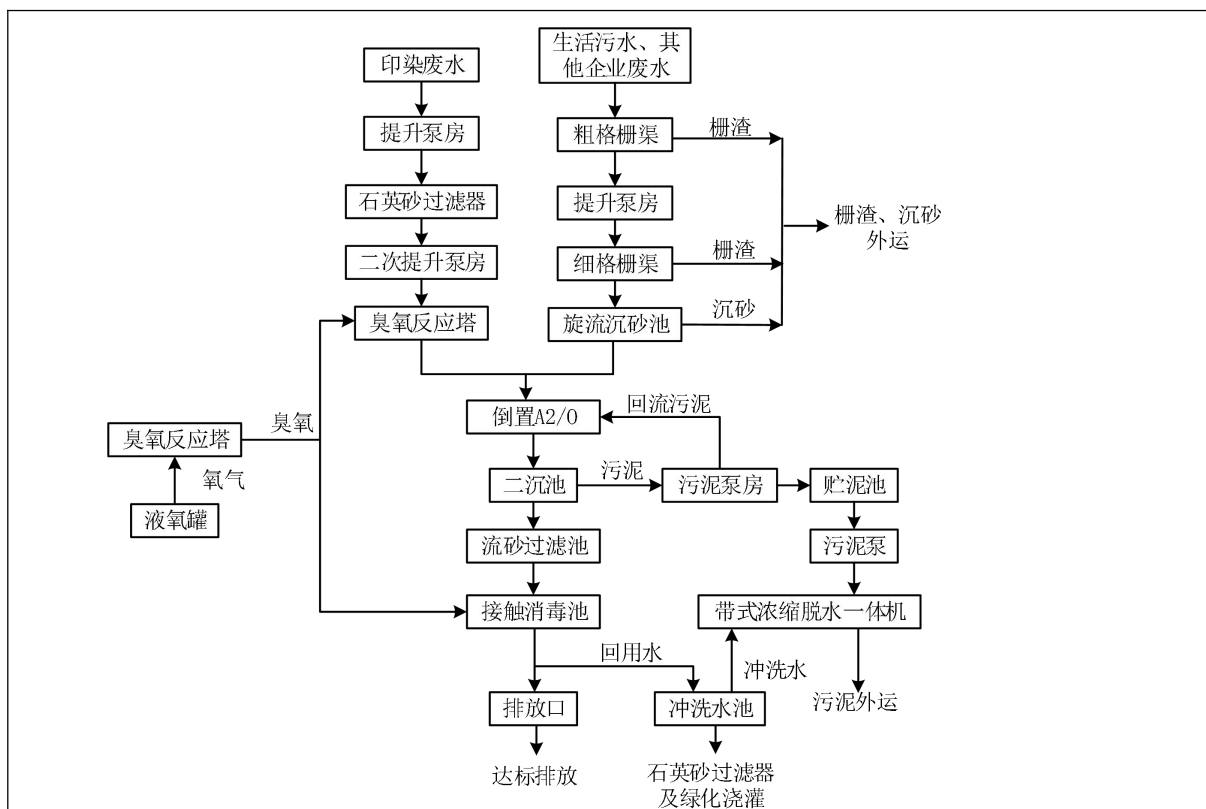 印染废水
生活污水、其
他企业废水
提升泵房
粗格栅渠
栅渣
石英砂过滤器
提升泵房
栅渣、沉砂
外运
二次提升泵房
细格栅渠
栅渣
臭氧反应塔
旋流沉砂池
沉砂
倒置A2/O
回流污泥
臭氧反应塔
臭氧
氧气
液氧罐
二沉池
污泥
污泥泵房
贮泥池
流砂过滤池
污泥泵
接触消毒池
带式浓缩脱水一体机
回用水
冲洗水
排放口
冲洗水池
污泥外运
达标排放
石英砂过滤器
及绿化浇灌